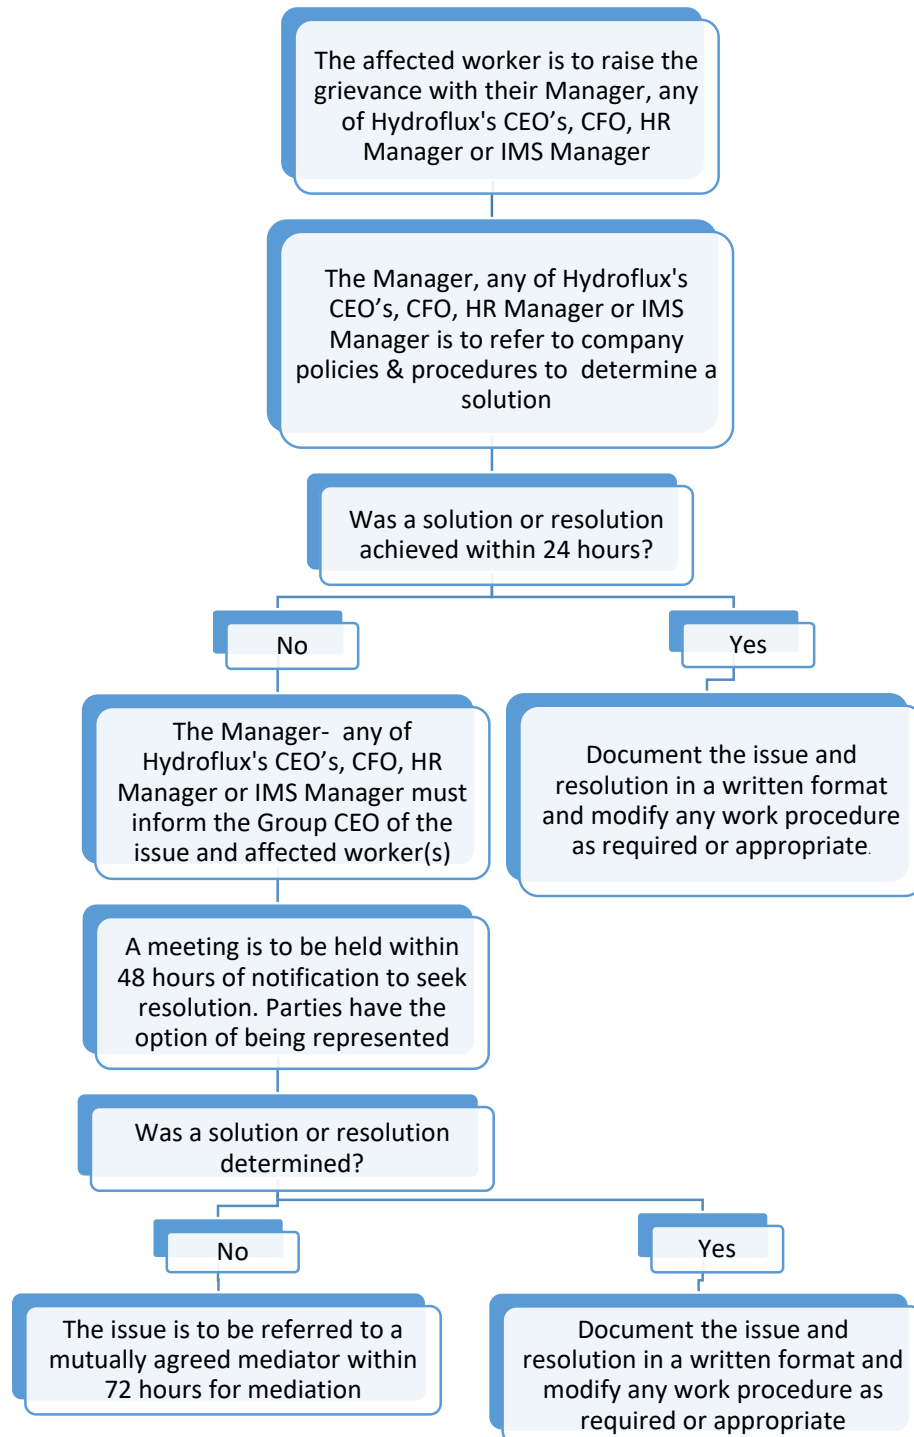 The affected worker is to raise the
grievance with their Manager, any
of Hydroflux's CEO’s, CFO, HR
Manager or IMS Manager
The Manager, any of Hydroflux's
CEO’s, CFO, HR Manager or IMS
Manager is to refer to company
policies & procedures to  determine a
solution
Was a solution or resolution
achieved within 24 hours?
No
Yes
The Manager-  any of
Hydroflux's CEO’s, CFO, HR
Manager or IMS Manager must
inform the Group CEO of the
issue and affected worker(s)
Document the issue and
resolution in a written format
and modify any work procedure
as required or appropriate.
A meeting is to be held within
48 hours of notification to seek
resolution. Parties have the
option of being represented
Was a solution or resolution
determined?
No
Yes
The issue is to be referred to a
mutually agreed mediator within
72 hours for mediation
Document the issue and
resolution in a written format and
modify any work procedure as
required or appropriate